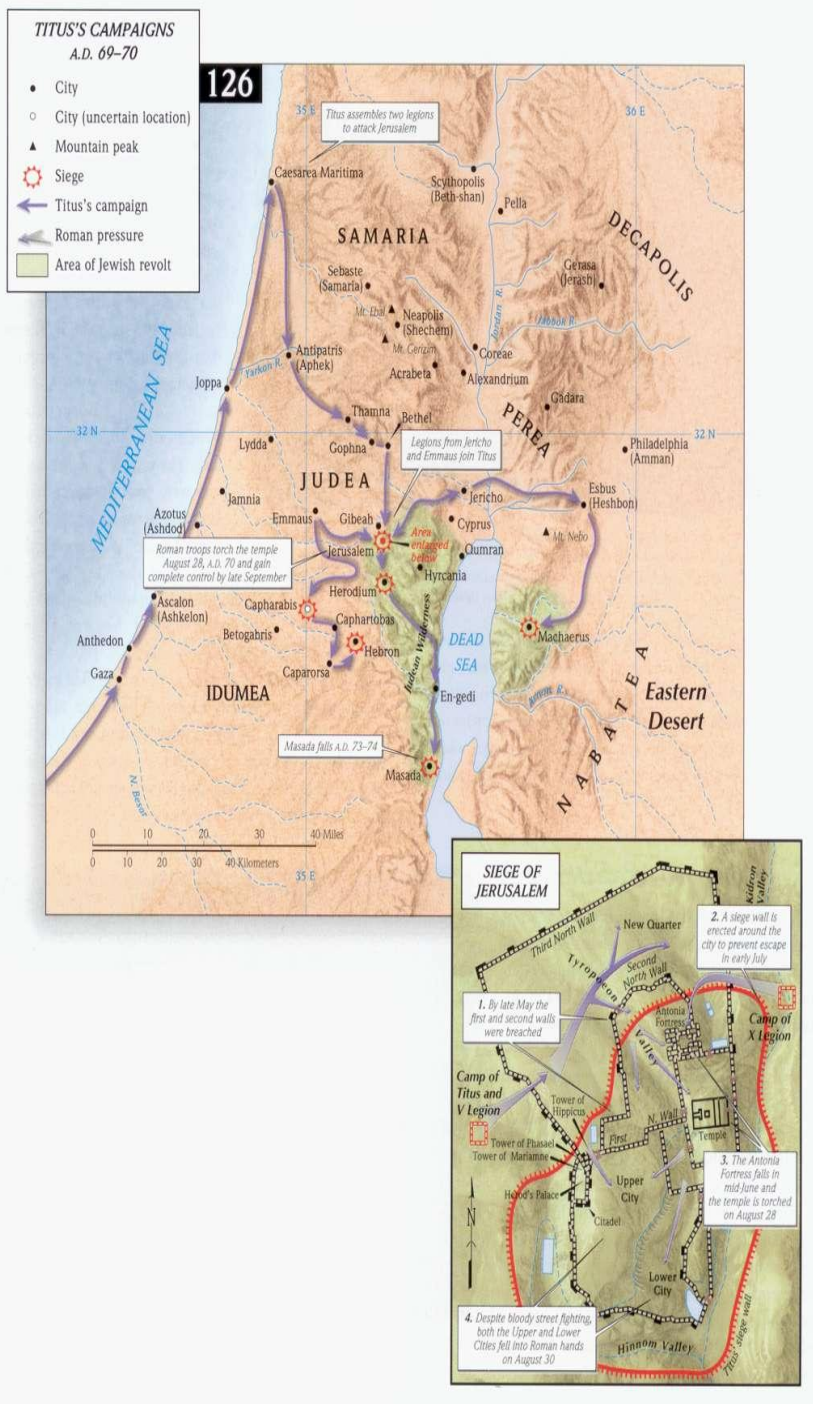 TITUS'S CAMPAIGNS
A.D. 69–70
City
City (uncertain location)
Mountain peak
Siege
Titus's campaign
Roman pressure
Area of Jewish revolt
126
35 E
36 E
Titus assembles two legions
to attack Jerusalem
Caesarea Maritima
Scythopolis
(Beth-shan)
Pella
SAMARIA
DECAPOLIS
Sebaste
(Samaria)
Gerasa
(Jerash)
Mt. Ebal
Neapolis
(Shechem)
Mt. Gerizim
Jordan R.
Jabbok R.
MEDITERRANEAN SEA
Yarkon R.
Antipatris
(Aphek)
Coreae
Acrabeta
Alexandrium
Joppa
Gadara
Thamna
Bethel
PEREA
32 N
32 N
Lydda
Gophna
Legions from Jericho
and Emmaus join Titus
Philadelphia
(Amman)
JUDEA
Jamnia
Jericho
Esbus
(Heshbon)
Azotus
(Ashdod)
Emmaus
Gibeah
Cyprus
Mt. Nebo
Area
enlarged
below
Roman troops torch the temple
August 28, A.D. 70 and gain
complete control by late September
Jerusalem
Qumran
Hyrcania
Herodium
Ascalon
(Ashkelon)
Capharabis
Caphartobas
Machaerus
Betogabris
Judean Wilderness
DEAD
SEA
Anthedon
Hebron
Gaza
Caparorsa
IDUMEA
En-gedi
Arnon R.
NABATEA
Eastern
Desert
Masada falls A.D. 73–74
Masada
N. Besor
0 10 20 30 40 Miles
0 10 20 30 40 Kilometers
35 E
SIEGE OF
JERUSALEM
Kidron
Valley
Third North Wall
New Quarter
2. A siege wall is
erected around the
city to prevent escape
in early July
Tyropoeon
Valley
Second
North Wall
1. By late May the
first and second walls
were breached
Antonia
Fortress
Camp of
X Legion
Camp of
Titus and
V Legion
Tower of
Hippicus
First
N. Wall
Temple
Tower of Phasael
Tower of Mariamne
3. The Antonia
Fortress falls in
mid-June and
the temple is torched
on August 28
Herod's Palace
Upper
City
N
Citadel
Lower
City
4. Despite bloody street fighting,
both the Upper and Lower
Cities fell into Roman hands
on August 30
Hinnom Valley
Titus' siege wall